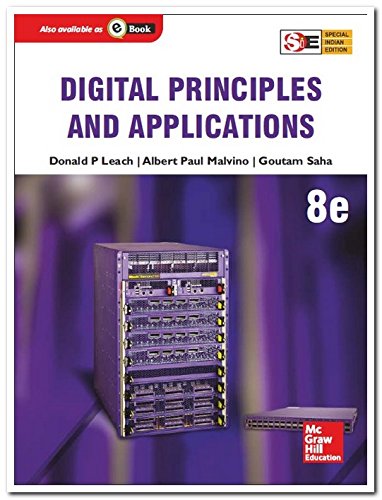 Also available as
e Book
SIE
SPECIAL
INDIAN
EDITION
DIGITAL PRINCIPLES
AND APPLICATIONS
Donald P Leach | Albert Paul Malvino | Goutam Saha
8e
Mc
Graw
Hill
Education